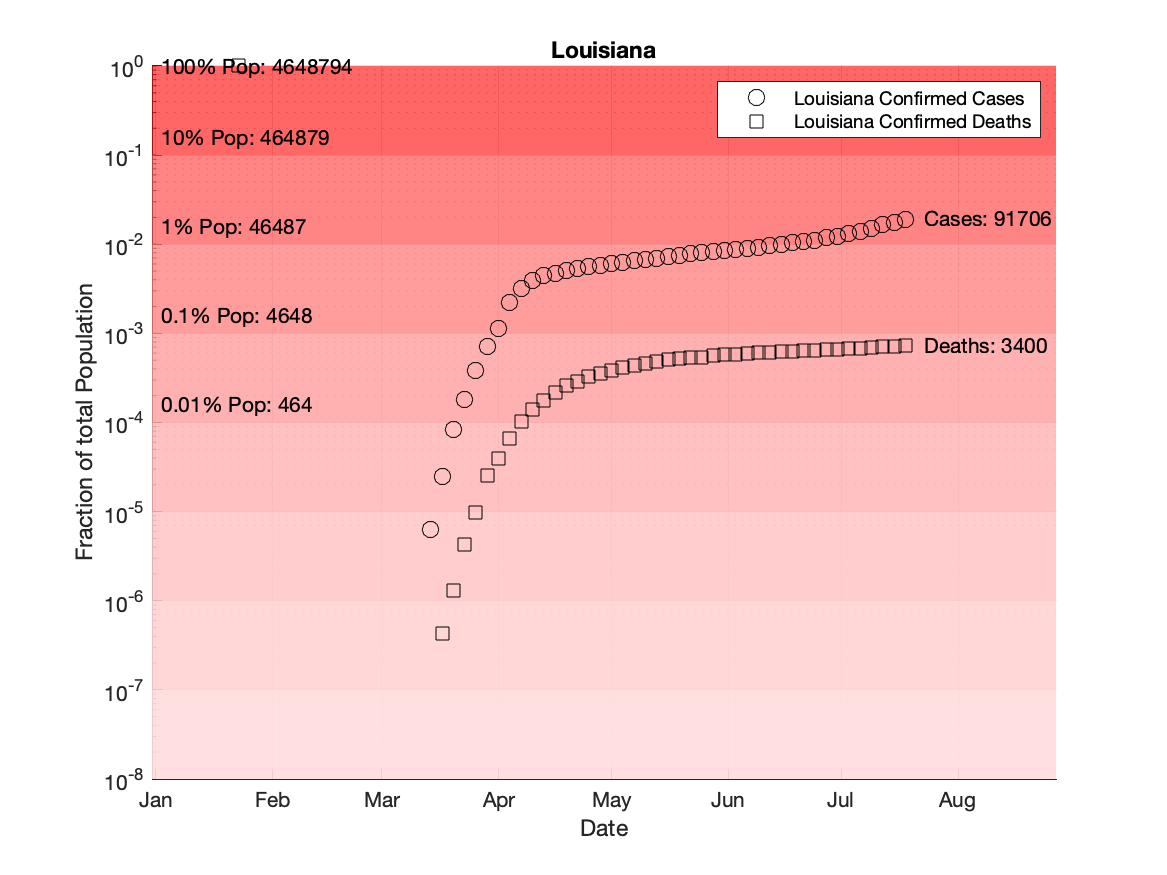 Louisiana
Louisiana Confirmed Cases
Louisiana Confirmed Deaths
10^0
100% Pop: 4648794
10% Pop: 464879
10^-1
1% Pop: 46487
Cases: 91706
10^-2
0.1% Pop: 4648
10^-3
Deaths: 3400
0.01% Pop: 464
10^-4
10^-5
10^-6
10^-7
10^-8
Fraction of total Population
Jan Feb Mar Apr May Jun Jul Aug
Date